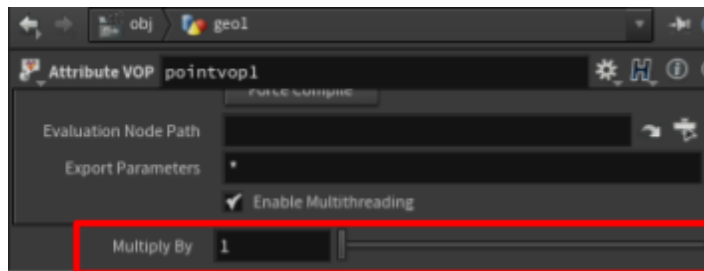 obj geo1
Attribute VOP pointvop1
Force Compile
Evaluation Node Path
Export Parameters *
Enable Multithreading
Multiply By 1